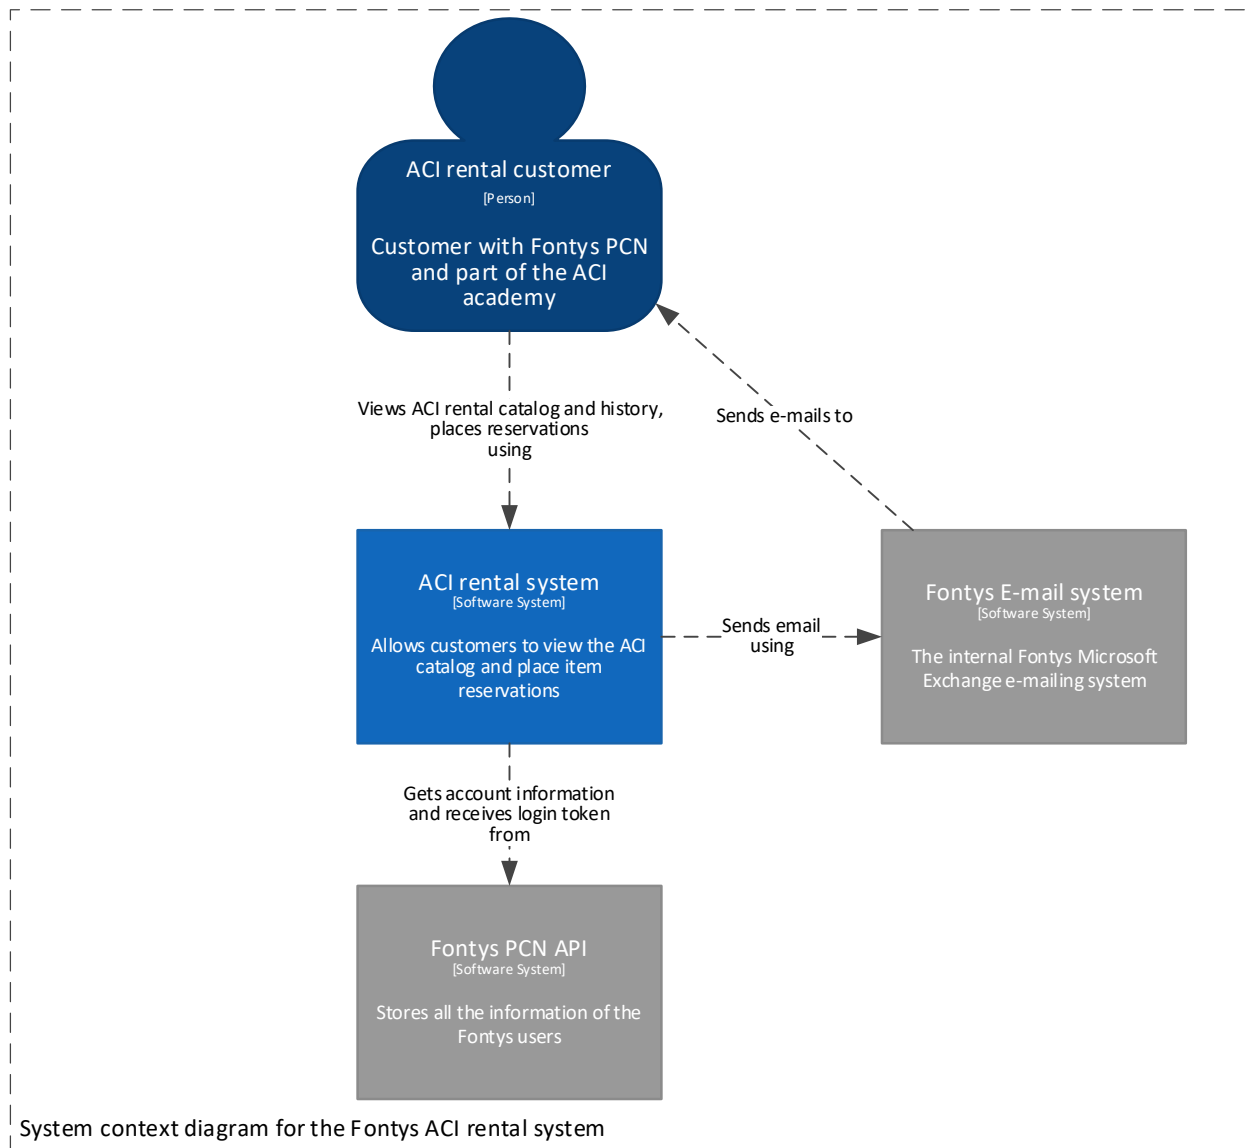 ACI rental customer
[Person]
Customer with Fontys PCN
and part of the ACI
academy
Views ACI rental catalog and history,
places reservations
using
Sends e-mails to
ACI rental system
[Software System]
Allows customers to view the ACI
catalog and place item
reservations
Sends email
using
Fontys E-mail system
[Software System]
The internal Fontys Microsoft
Exchange e-mailing system
Gets account information
and receives login token
from
Fontys PCN API
[Software System]
Stores all the information of the
Fontys users
System context diagram for the Fontys ACI rental system